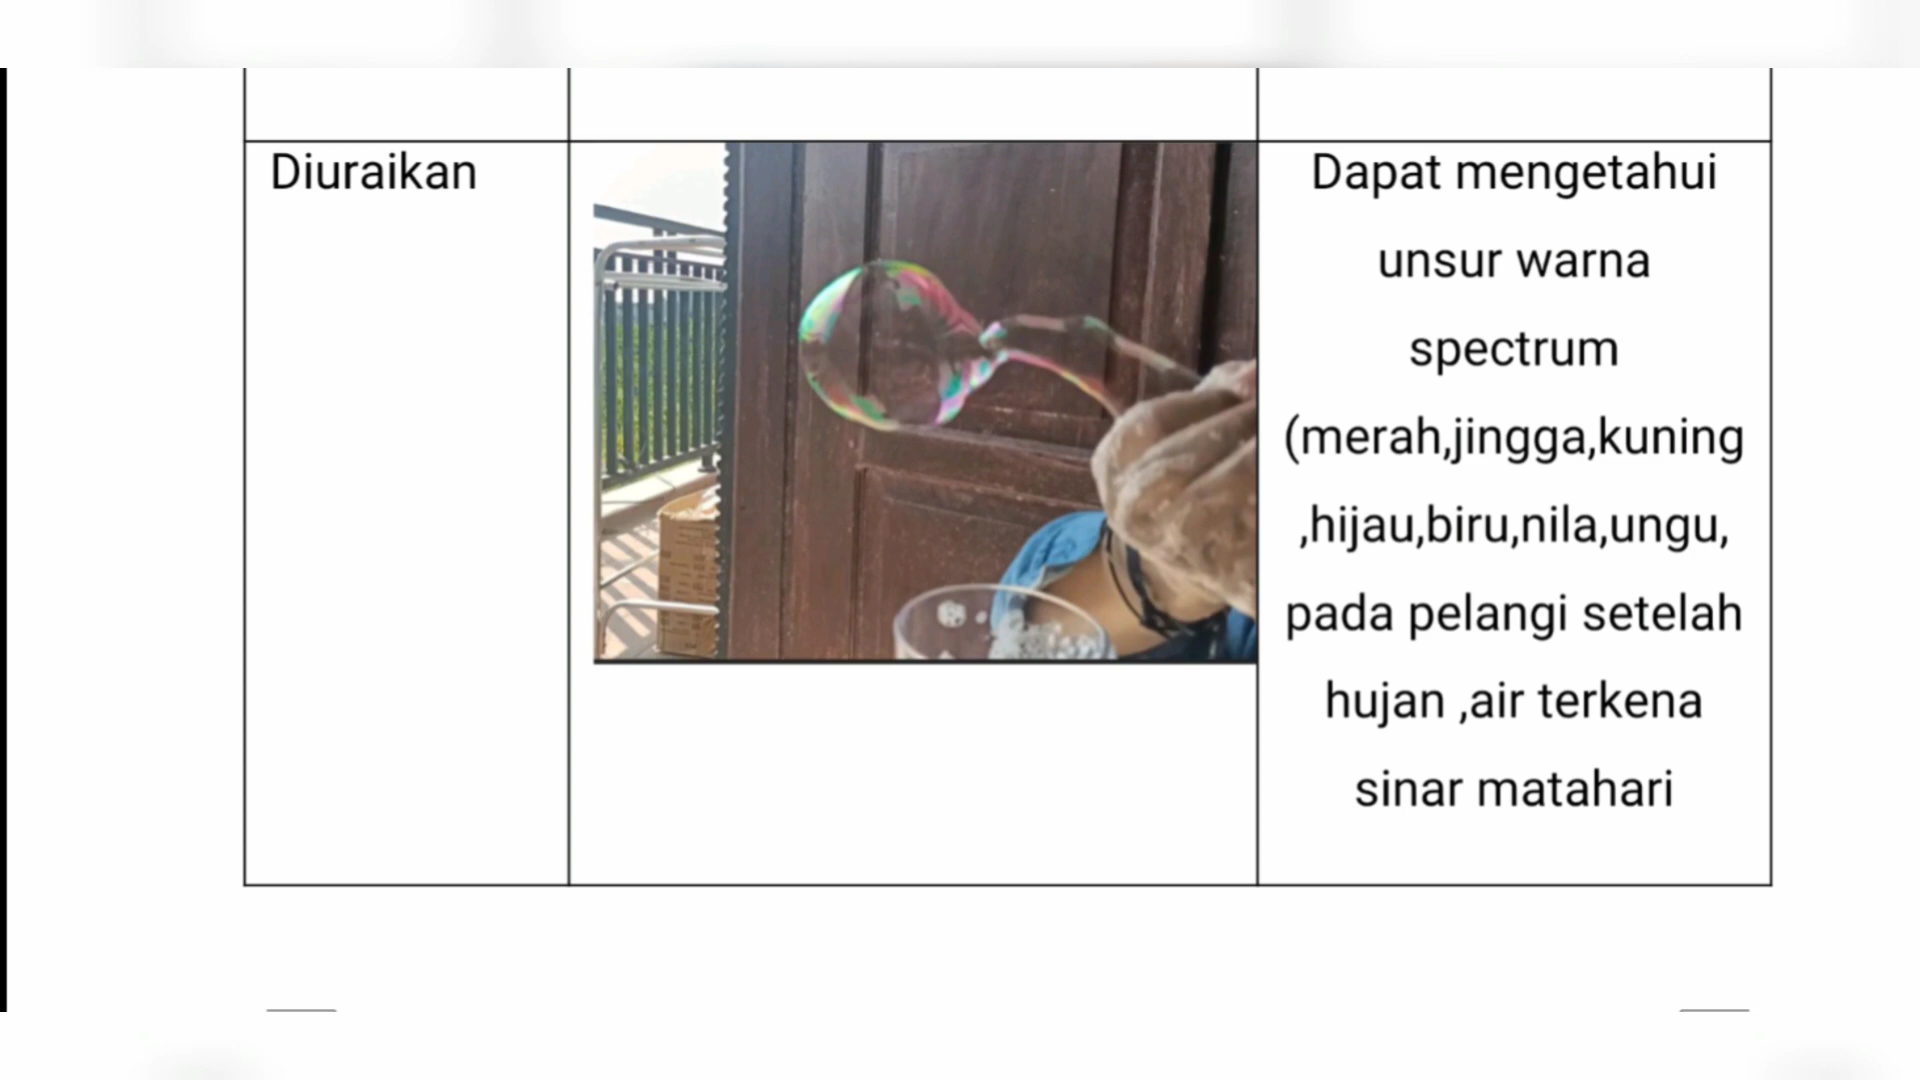 Diuraikan
Dapat mengetahui
unsur warna
spectrum
(merah,jingga,kuning
,hijau,biru,nila,ungu,
pada pelangi setelah
hujan ,air terkena
sinar matahari